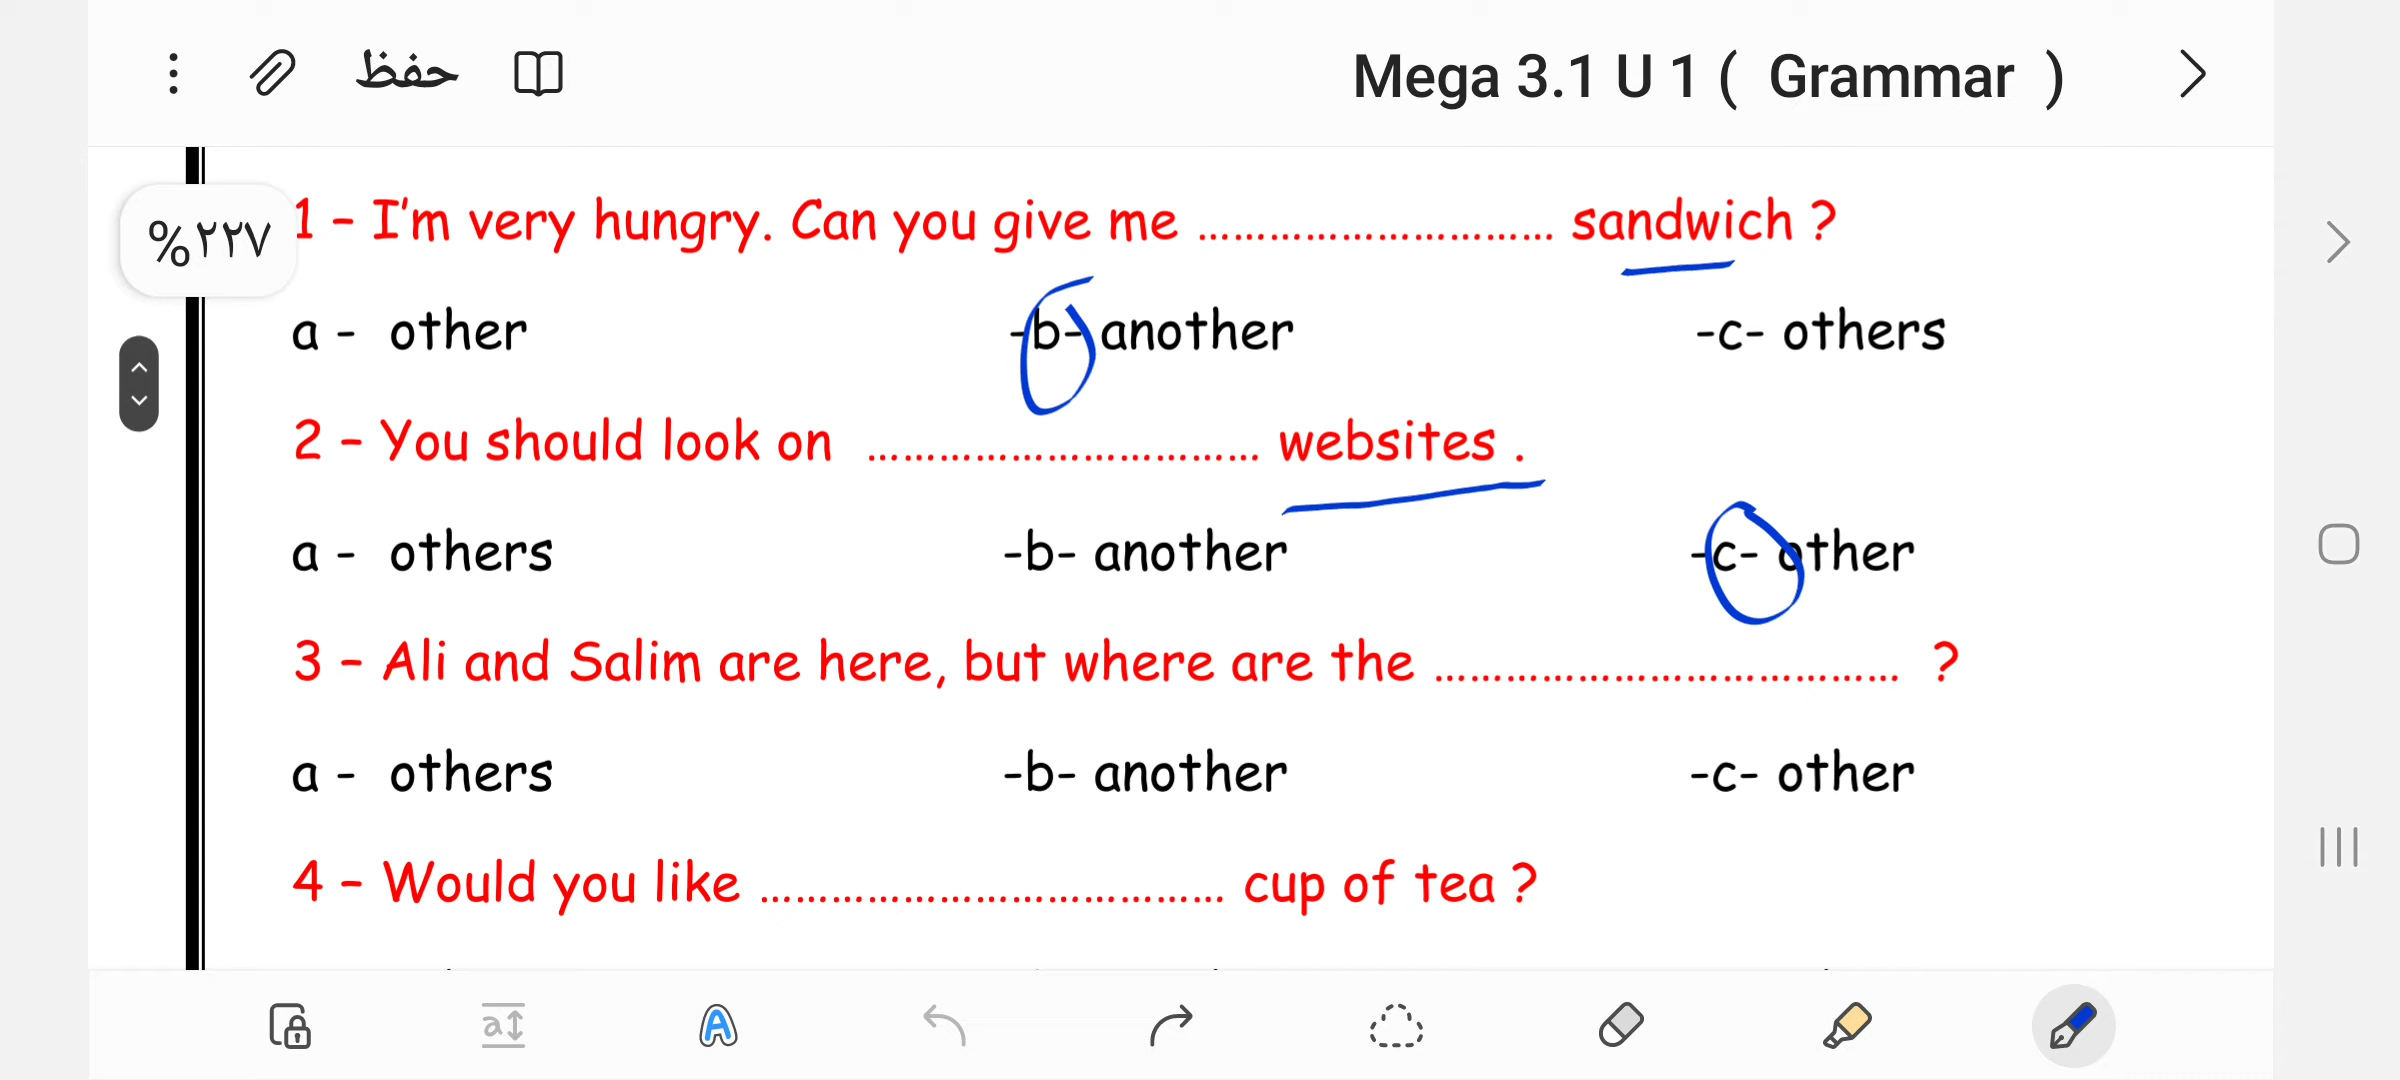 حفظ Mega 3.1 U 1 ( Grammar )
%٢٢٧
1 - I'm very hungry. Can you give me .............................. sandwich ?
a - other -b- another -c- others
2 - You should look on ................................. websites .
a - others -b- another -c- other
3 - Ali and Salim are here, but where are the ....................................... ?
a - others -b- another -c- other
4 - Would you like ....................................... cup of tea ?